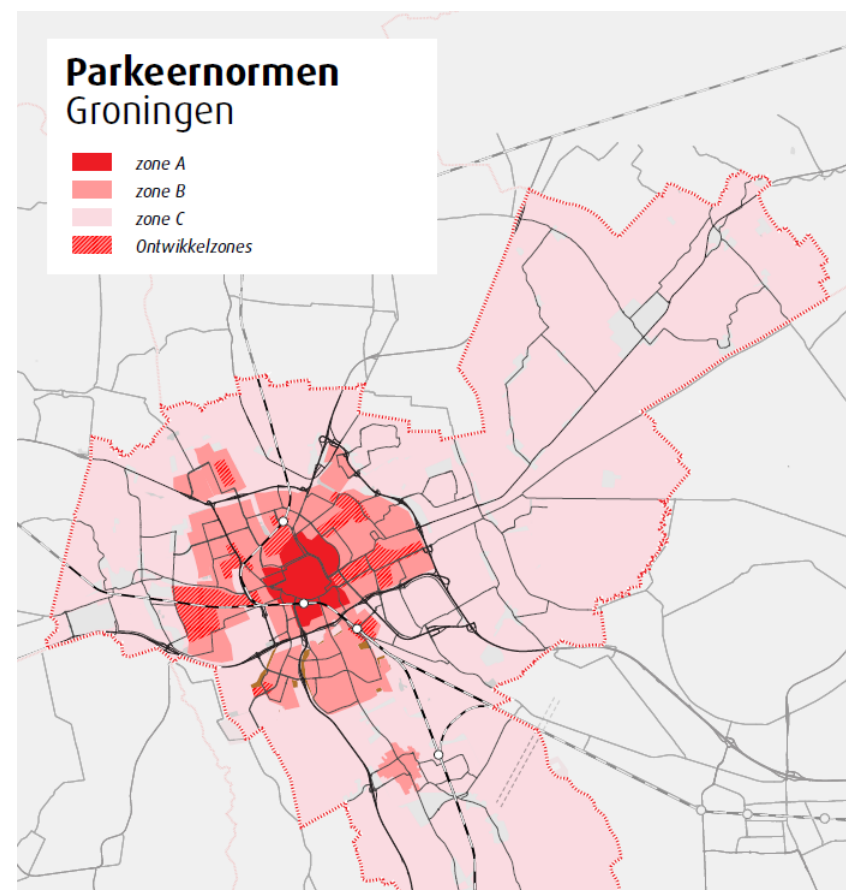 Parkeernormen
Groningen
zone A
zone B
zone C
Ontwikkelzones